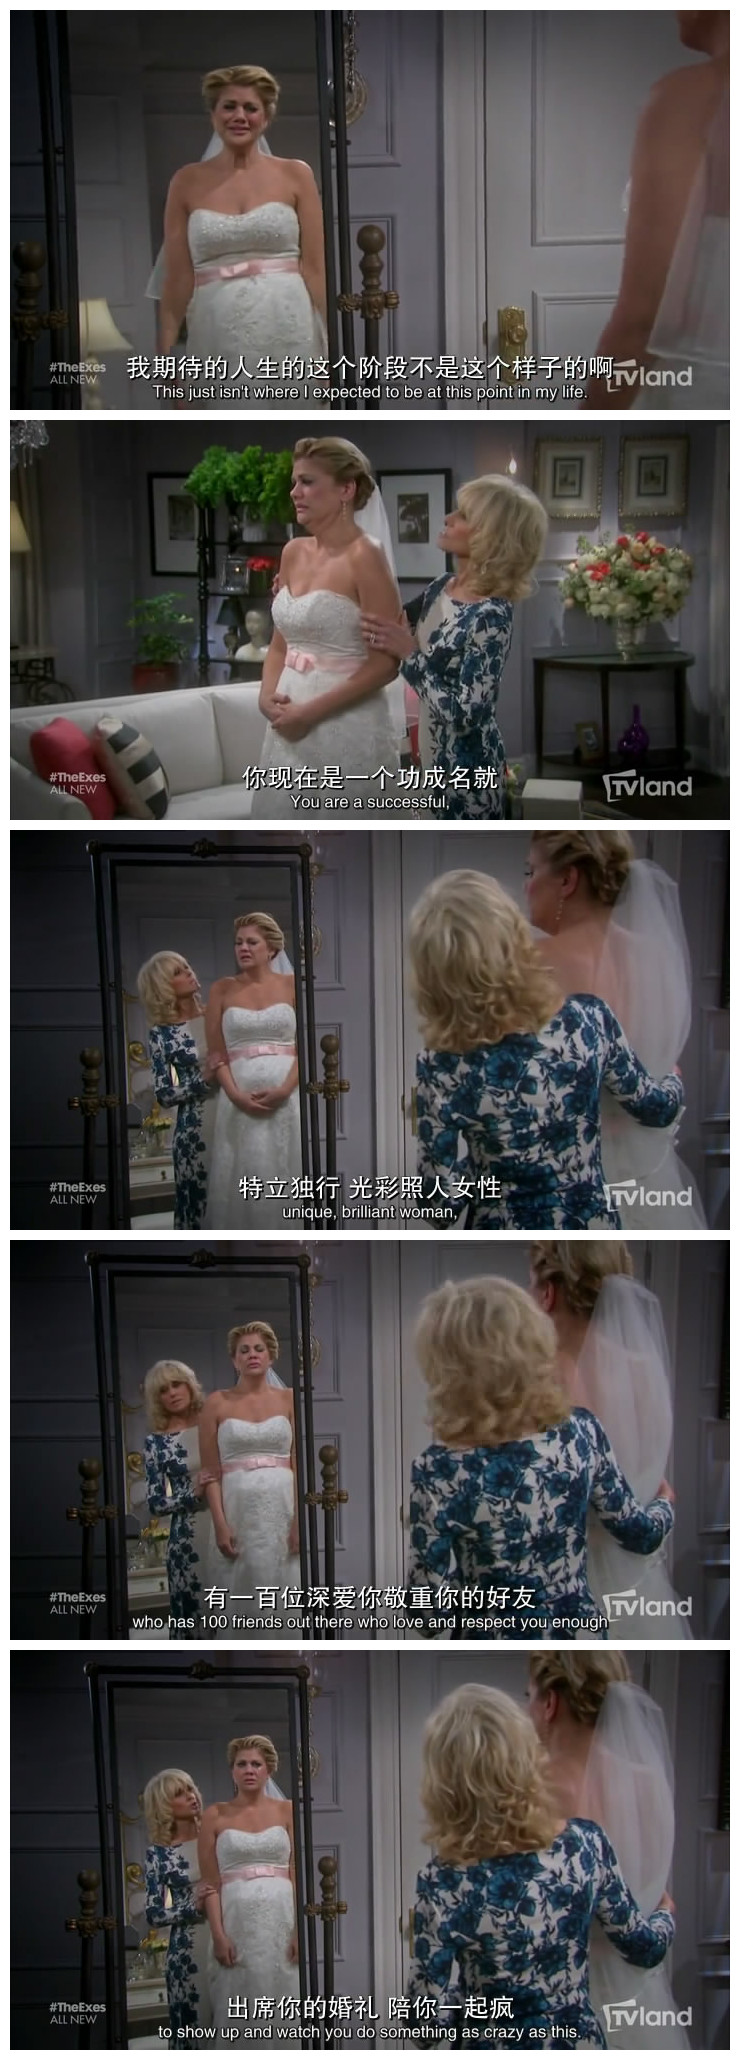 我期待的人生的这个阶段不是这个样子的啊
This just isn't where I expected to be at this point in my life.
#TheExes
ALL NEW
TVland
你现在是一个功成名就
You are a successful,
#TheExes
ALL NEW
TVland
特立独行 光彩照人女性
unique, brilliant woman,
#TheExes
ALL NEW
TVland
有一百位深爱你敬重你的好友
who has 100 friends out there who love and respect you enough
#TheExes
ALL NEW
TVland
出席你的婚礼 陪你一起疯
to show up and watch you do something as crazy as this.
#TheExes
ALL NEW
TVland